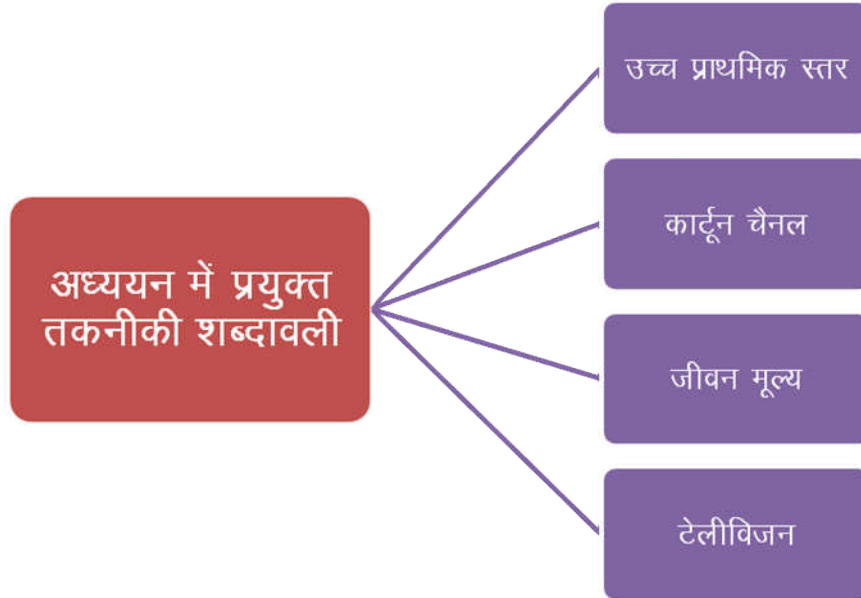 अध्ययन में प्रयुक्त
तकनीकी शब्दावली
उच्च प्राथमिक स्तर
कार्टून चैनल
जीवन मूल्य
टेलीविजन